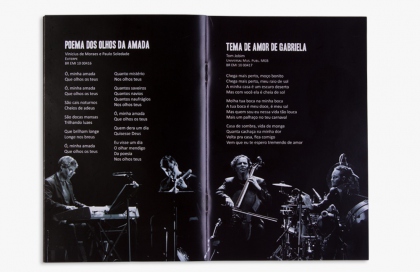 POEMA DOS OLHOS DA AMADA
Vinicius de Moraes e Paulo Soledade
Ó, minha amada
Que olhos os teus
São cais noturnos
Cheios de adeus
São docas mansas
Trilhando luzes
Que brilham longe
Longe nos breus
Ó, minha amada
Que olhos os teus
Quanto mistério
Nos olhos teus
Quantos saveiros
Quantos navios
Quantos naufrágios
Nos olhos teus
Ó, minha amada
Que olhos os teus
Quem dera um dia
Quisesse Deus
Eu visse um dia
O olhar mendigo
Da poesia
Nos olhos teus
TEMA DE AMOR DE GABRIELA
Tom Jobim
Chega mais perto, moço bonito
Chega mais perto, meu raio de sol
A minha casa é um escuro deserto
Mas com você ela é cheia de sol
Molha tua boca na minha boca
A tua boca é meu doce, é meu sal
Mas quem sou eu nessa vida tão louca
Mais um palhaço no teu carnaval
Casa de sombra, vida de monge
Quanta cachaça na minha dor
Volta pra casa, fica comigo
Vem que eu te espero tremendo de amor